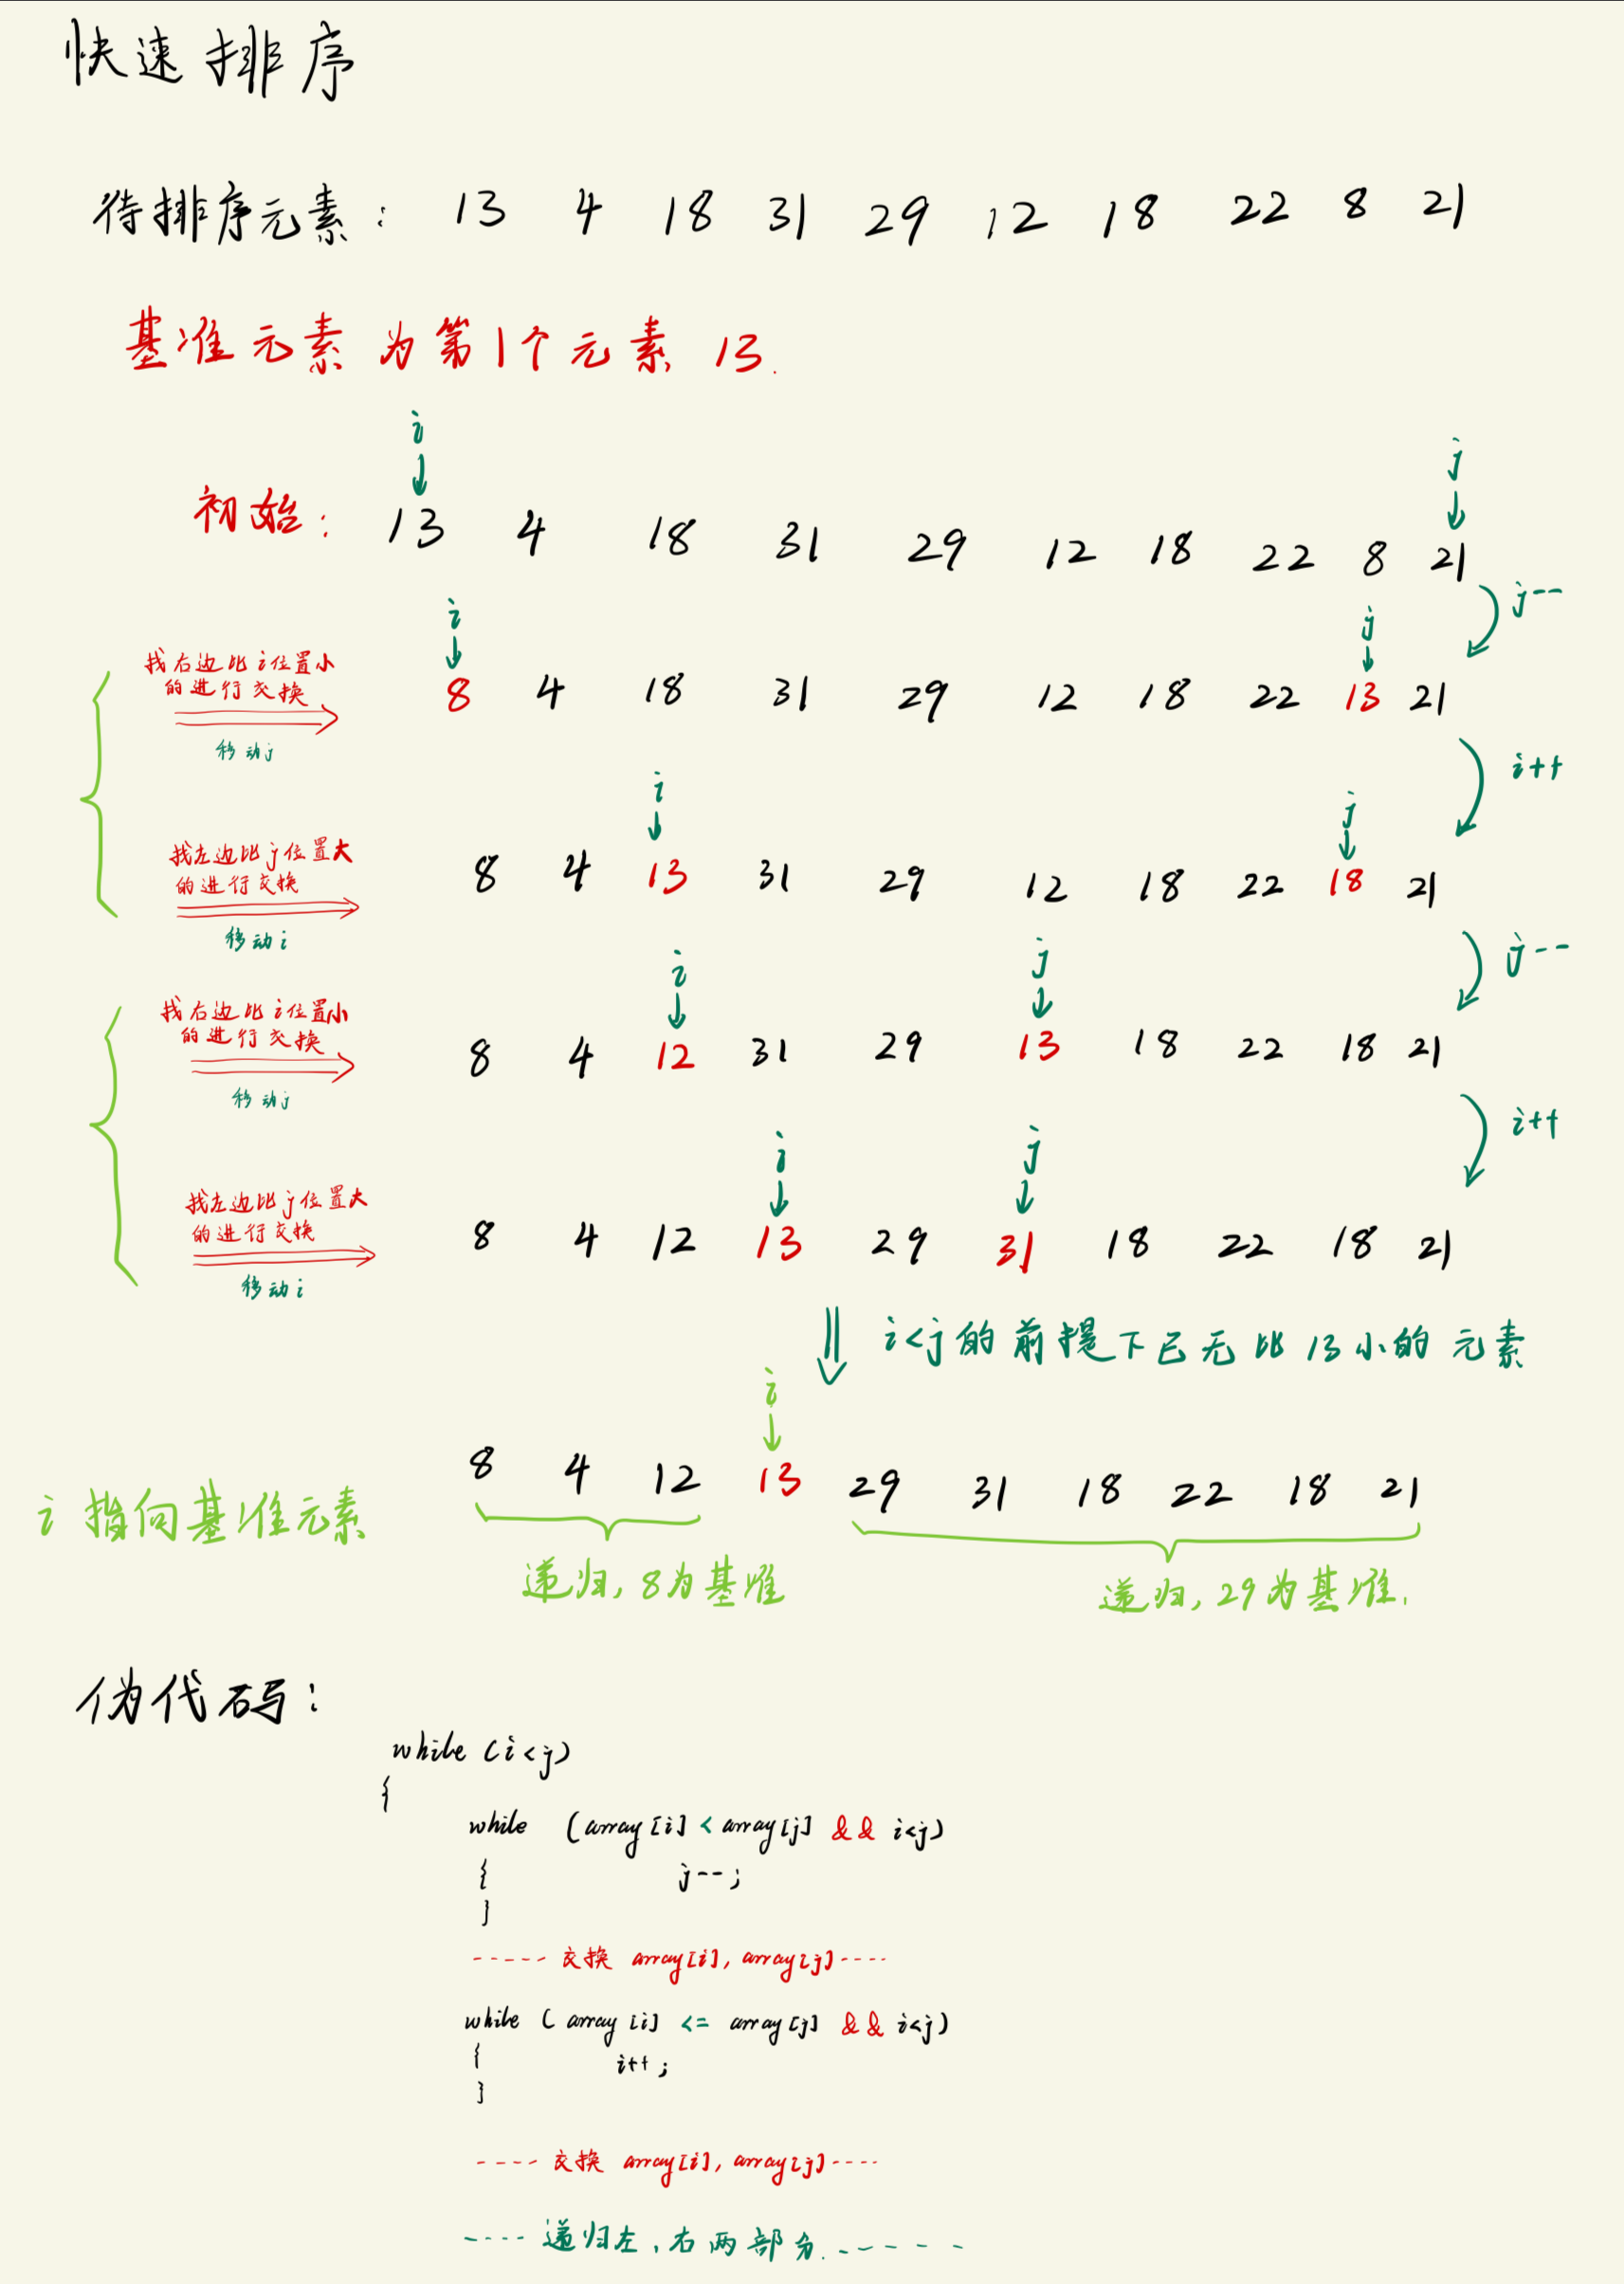 快速排序
待排序元素: 13 4 18 31 29 12 18 22 8 21
基准元素为第1个元素 13.
i j
初始: 13 4 18 31 29 12 18 22 8 21
j--
i j
找右边比i位置小
的进行交换
8 4 18 31 29 12 18 22 13 21
移动j
i++
i j
找左边比j位置大
的进行交换
8 4 13 31 29 12 18 22 18 21
移动i
j--
i j
找右边比i位置小
的进行交换
8 4 12 31 29 13 18 22 18 21
移动j
i++
i j
找左边比j位置大
的进行交换
8 4 12 13 29 31 18 22 18 21
移动i
i<j的前提下已无比13小的元素
i
8 4 12 13 29 31 18 22 18 21
i指向基准元素
递归, 8为基准
递归, 29为基准.
伪代码:
while (i<j)
{
while (array[i] < array[j] && i<j)
{ j--;
}
----- 交换 array[i], array[j] ----
while ( array [i] <= array[j] && i<j)
{ i++;
}
---- 交换 array[i], array[j] ----
---- 递归左、右两部分. ------